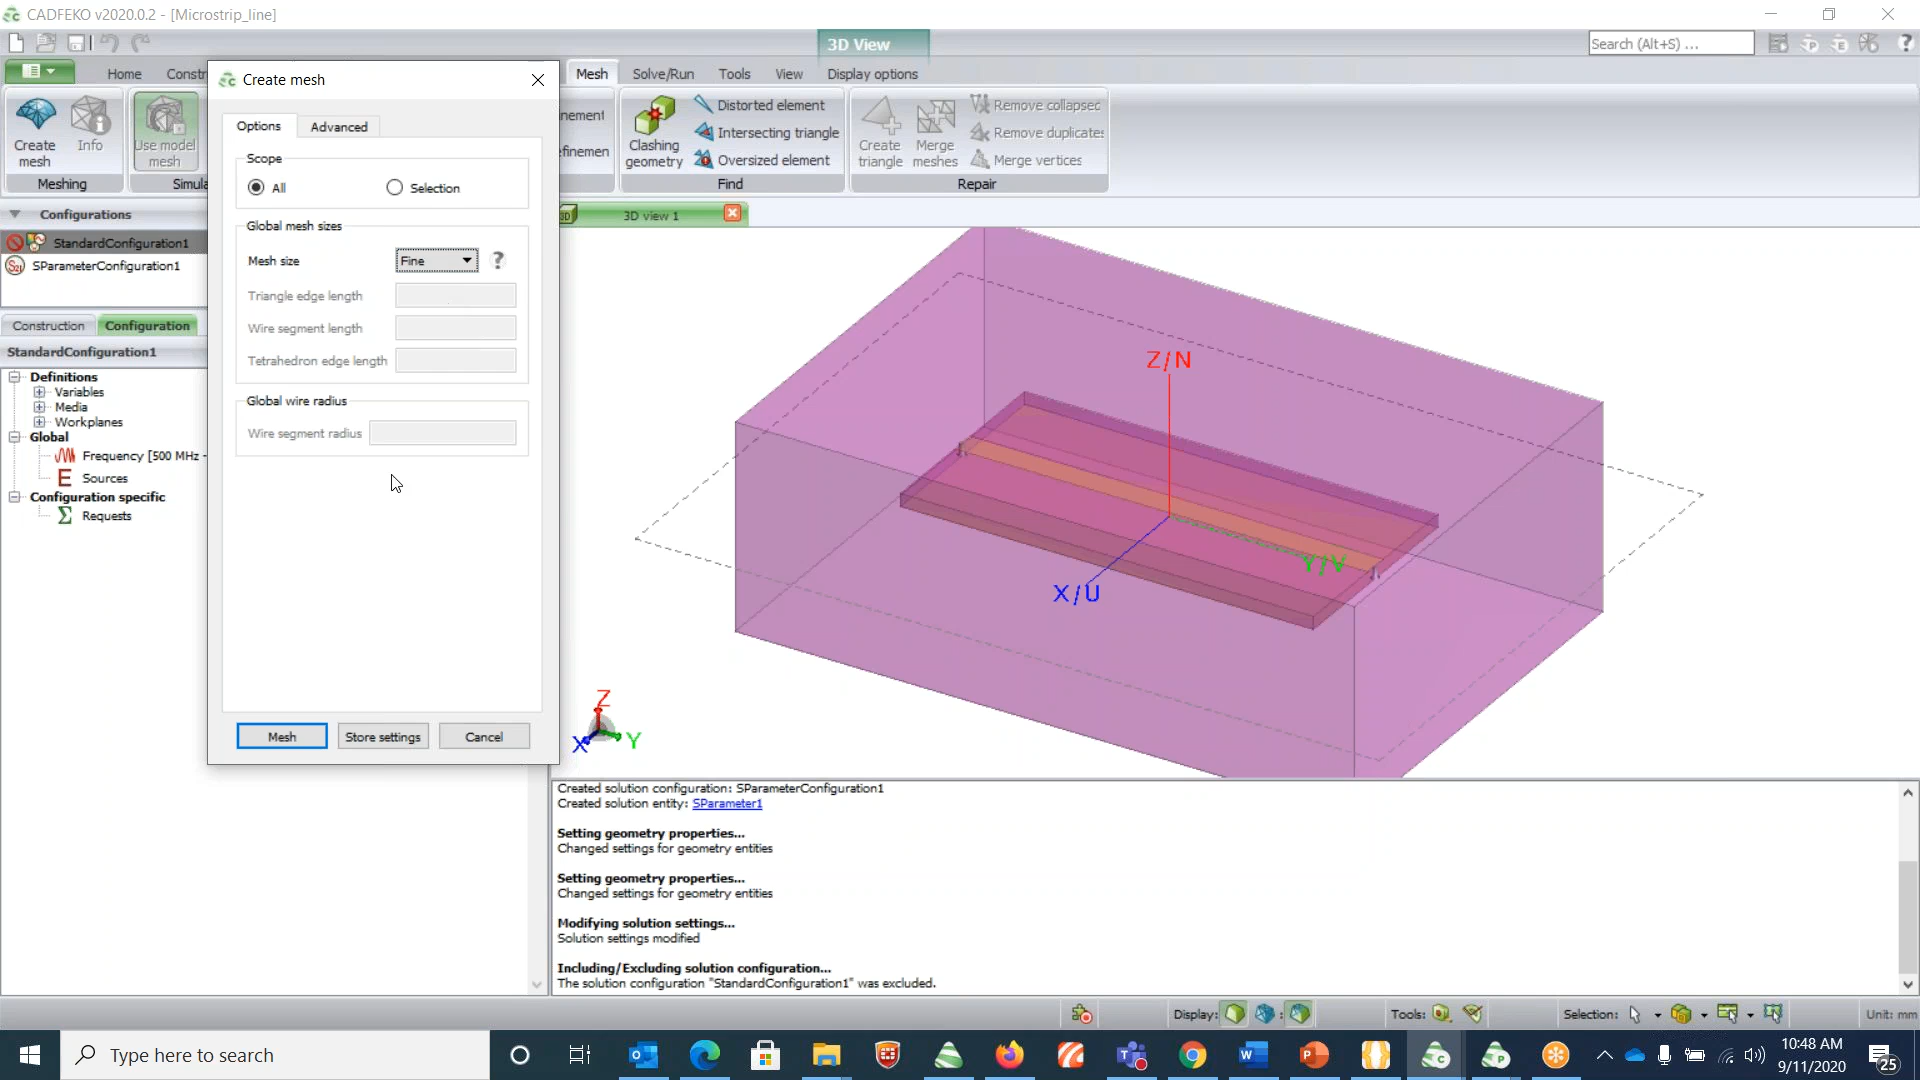 CADFEKO v2020.0.2 - [Microstrip_line]
3D View
Search (Alt+S) ...
Home
Constr
Mesh
Solve/Run
Tools
View
Display options
Create mesh
Info
Use model mesh
Meshing
Simula
nement
efinemen
Clashing geometry
Distorted element
Intersecting triangle
Oversized element
Find
Create triangle
Merge meshes
Remove collapsec
Remove duplicates
Merge vertices
Repair
Create mesh
Options
Advanced
Scope
All
Selection
Global mesh sizes
Mesh size
Fine
?
Triangle edge length
Wire segment length
Tetrahedron edge length
Global wire radius
Wire segment radius
Mesh
Store settings
Cancel
Configurations
StandardConfiguration1
SParameterConfiguration1
Construction
Configuration
StandardConfiguration1
Definitions
Variables
Media
Workplanes
Global
Frequency [500 MHz -
Sources
Configuration specific
Requests
3D view 1
Z/N
Y/V
X/U
Z
X
Y
Created solution configuration: SParameterConfiguration1
Created solution entity: SParameter1
Setting geometry properties...
Changed settings for geometry entities
Setting geometry properties...
Changed settings for geometry entities
Modifying solution settings...
Solution settings modified
Including/Excluding solution configuration...
The solution configuration "StandardConfiguration1" was excluded.
Display:
Tools:
Selection:
Unit: mm
Type here to search
10:48 AM
9/11/2020
25